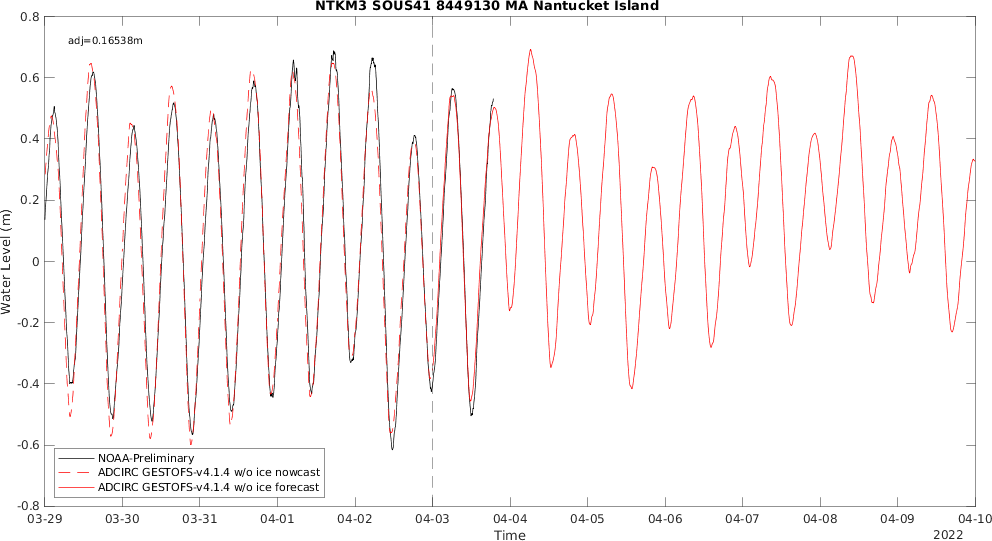 NTKM3 SOUS41 8449130 MA Nantucket Island
adj=0.16538m
0.8
0.6
0.4
0.2
0
-0.2
-0.4
-0.6
-0.8
Water Level (m)
NOAA-Preliminary
ADCIRC GESTOFS-v4.1.4 w/o ice nowcast
ADCIRC GESTOFS-v4.1.4 w/o ice forecast
03-29 03-30 03-31 04-01 04-02 04-03 04-04 04-05 04-06 04-07 04-08 04-09 04-10
Time
2022